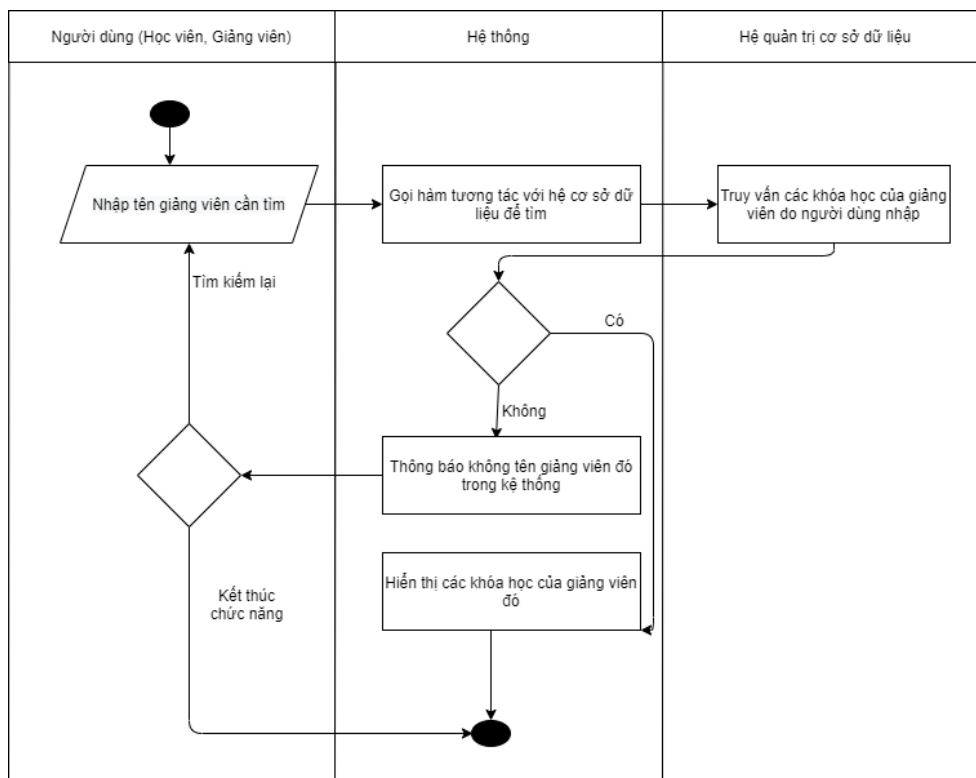 Người dùng (Học viên, Giảng viên)
Hệ thống
Hệ quản trị cơ sở dữ liệu
Nhập tên giảng viên cần tìm
Gọi hàm tương tác với hệ cơ sở dữ
liệu để tìm
Truy vấn các khóa học của giảng
viên do người dùng nhập
Tìm kiếm lại
Có
Không
Thông báo không tên giảng viên đó
trong kệ thống
Hiển thị các khóa học của giảng viên
đó
Kết thúc
chức năng